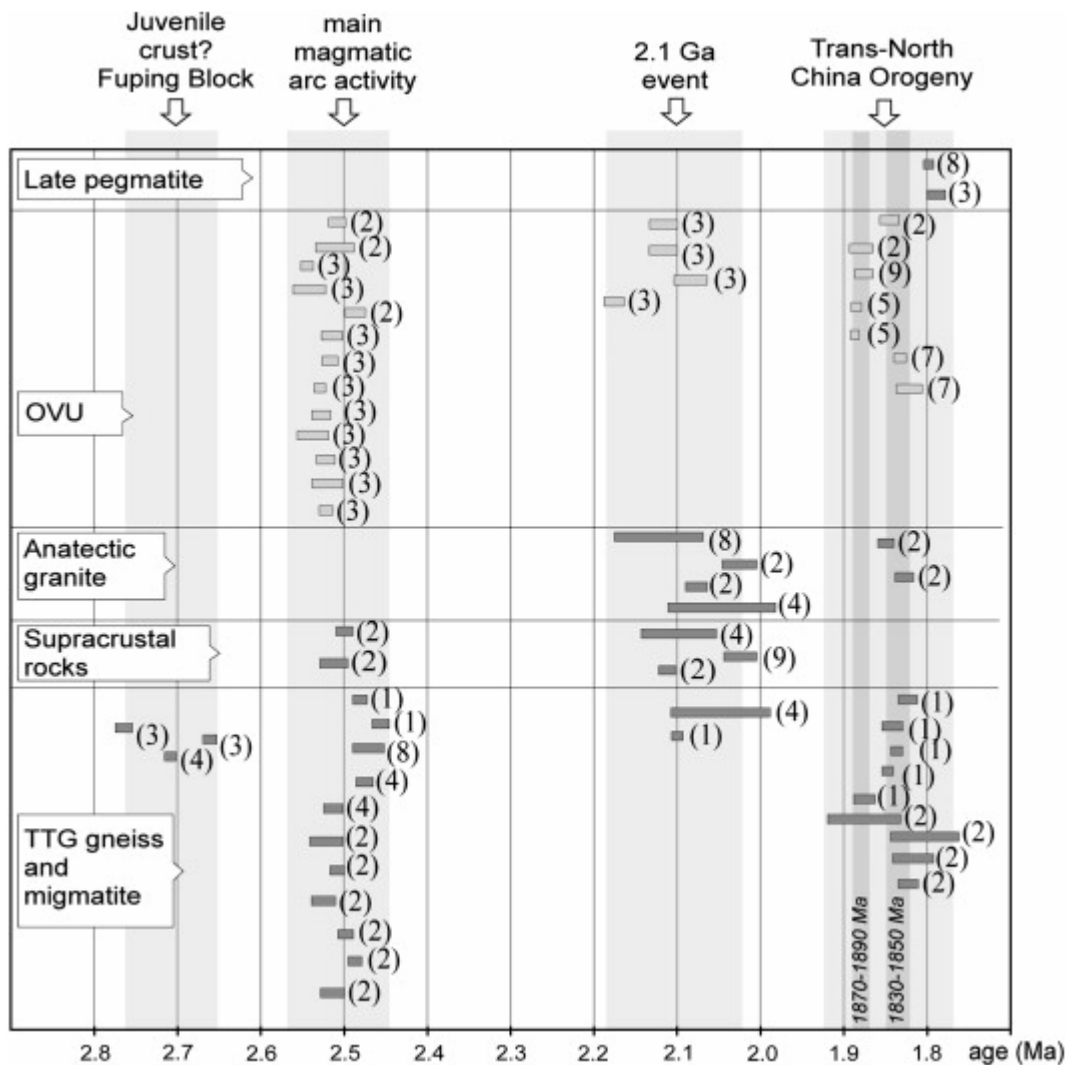 Juvenile
crust?
Fuping Block
main
magmatic
arc activity
2.1 Ga
event
Trans-North
China Orogeny
Late pegmatite
(8)
(3)
OVU
(2)
(2)
(3)
(3)
(2)
(3)
(3)
(3)
(3)
(3)
(3)
(3)
(3)
(3)
(3)
(3)
(3)
(2)
(2)
(9)
(5)
(5)
(7)
(7)
Anatectic
granite
(8)
(2)
(2)
(4)
(2)
(2)
Supracrustal
rocks
(2)
(2)
(4)
(9)
(2)
TTG gneiss
and
migmatite
(3)
(3)
(4)
(1)
(1)
(8)
(4)
(4)
(2)
(2)
(2)
(2)
(2)
(2)
(4)
(1)
(1)
(1)
(1)
(1)
(1)
(2)
(2)
(2)
(2)
1870-1890 Ma
1830-1850 Ma
2.8 2.7 2.6 2.5 2.4 2.3 2.2 2.1 2.0 1.9 1.8 age (Ma)